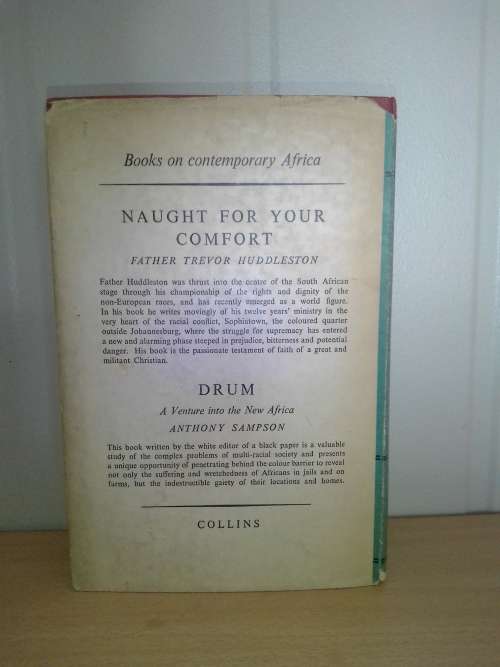 Books on contemporary Africa
NAUGHT FOR YOUR
COMFORT
FATHER TREVOR HUDDLESTON
Father Huddleston was thrust into the centre of the South African
stage through his championship of the rights and dignity of the
non-European races, and has recently emerged as a world figure.
In his book he writes movingly of his twelve years' ministry in the
very heart of the racial conflict, Sophiatown, the coloured quarter
outside Johannesburg, where the struggle for supremacy has entered
a new and alarming phase steeped in prejudice, bitterness and potential
danger. His book is the passionate testament of faith of a great and
militant Christian.
DRUM
A Venture into the New Africa
ANTHONY SAMPSON
This book written by the white editor of a black paper is a valuable
study of the complex problems of multi-racial society and presents
a unique opportunity of penetrating behind the colour barrier to reveal
not only the suffering and wretchedness of Africans in jails and on
farms, but the indestructible gaiety of their locations and homes.
COLLINS